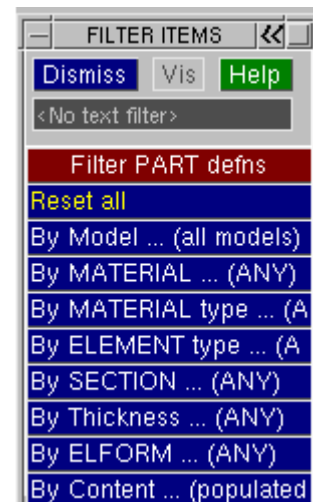 FILTER ITEMS
Dismiss Vis Help
<No text filter>
Filter PART defns
Reset all
By Model ... (all models)
By MATERIAL ... (ANY)
By MATERIAL type ... (A
By ELEMENT type ... (A
By SECTION ... (ANY)
By Thickness ... (ANY)
By ELFORM ... (ANY)
By Content ... (populated